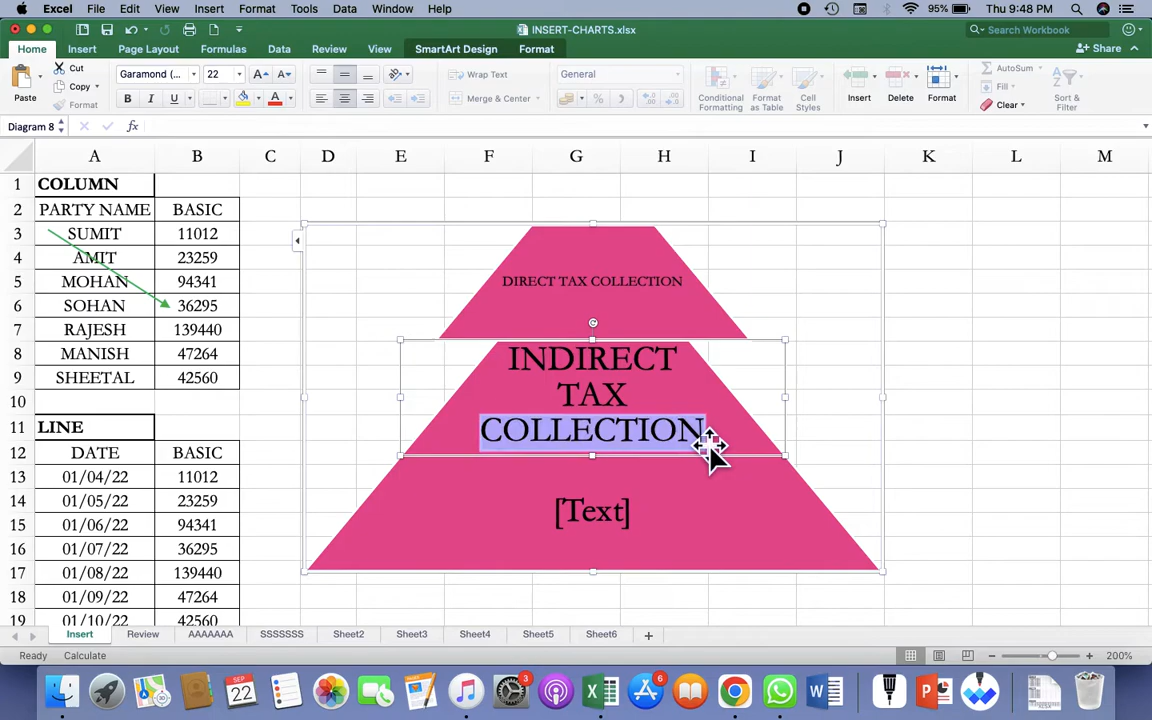 Excel File Edit View Insert Format Tools Data Window Help 95% Thu 9:48 PM
INSERT-CHARTS.xlsx Search Workbook
Home Insert Page Layout Formulas Data Review View SmartArt Design Format Share
Paste Cut Copy Format
Garamond (... 22 A A
B I U A
Wrap Text
Merge & Center
General
%
Conditional Formatting
Format as Table
Cell Styles
Insert Delete Format
AutoSum
Fill
Clear
Sort & Filter
Diagram 8 fx
A B C D E F G H I J K L M
1 COLUMN
2 PARTY NAME BASIC
3 SUMIT 11012
4 AMIT 23259
5 MOHAN 94341
6 SOHAN 36295
7 RAJESH 139440
8 MANISH 47264
9 SHEETAL 42560
10
11 LINE
12 DATE BASIC
13 01/04/22 11012
14 01/05/22 23259
15 01/06/22 94341
16 01/07/22 36295
17 01/08/22 139440
18 01/09/22 47264
19 01/10/22 42560
DIRECT TAX COLLECTION
INDIRECT
TAX
COLLECTION
[Text]
Insert Review AAAAAAA SSSSSSS Sheet2 Sheet3 Sheet4 Sheet5 Sheet6
Ready Calculate 200%
SEP
22
3
6